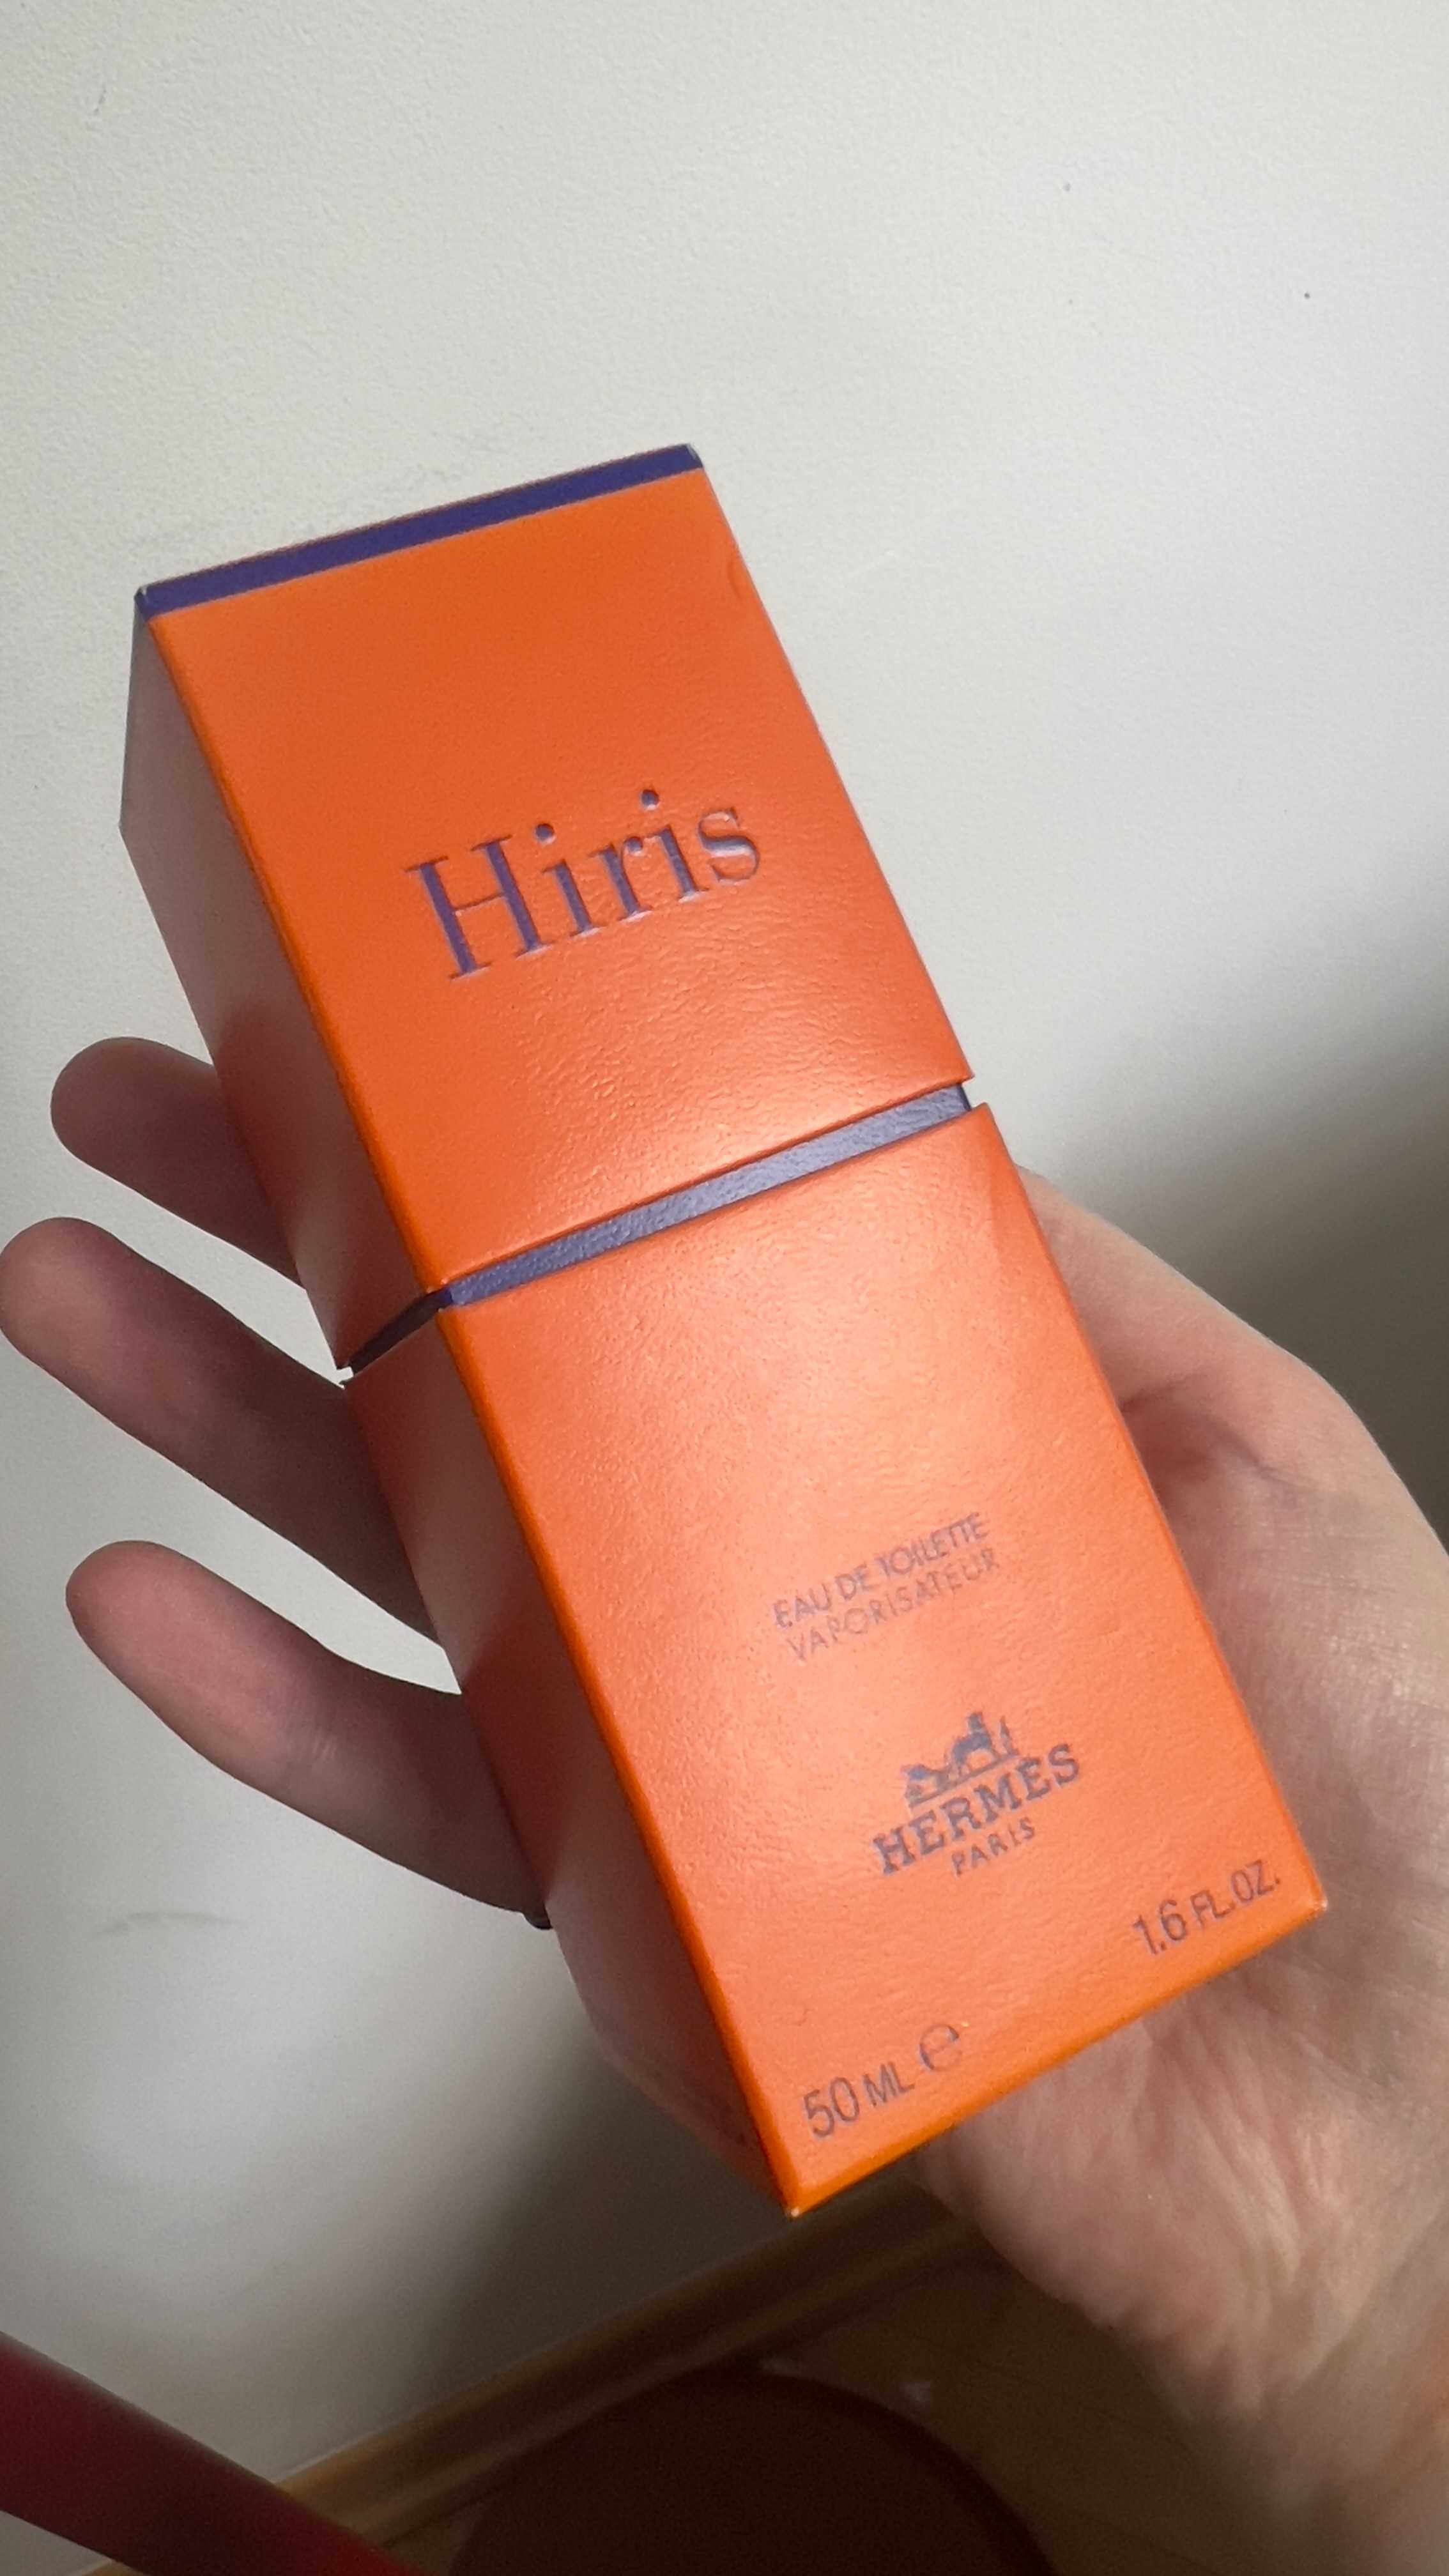 Hiris
EAU DE TOILETTE
VAPORISATEUR
HERMÈS
PARIS
50 ML ℮
1.6 FL.OZ.